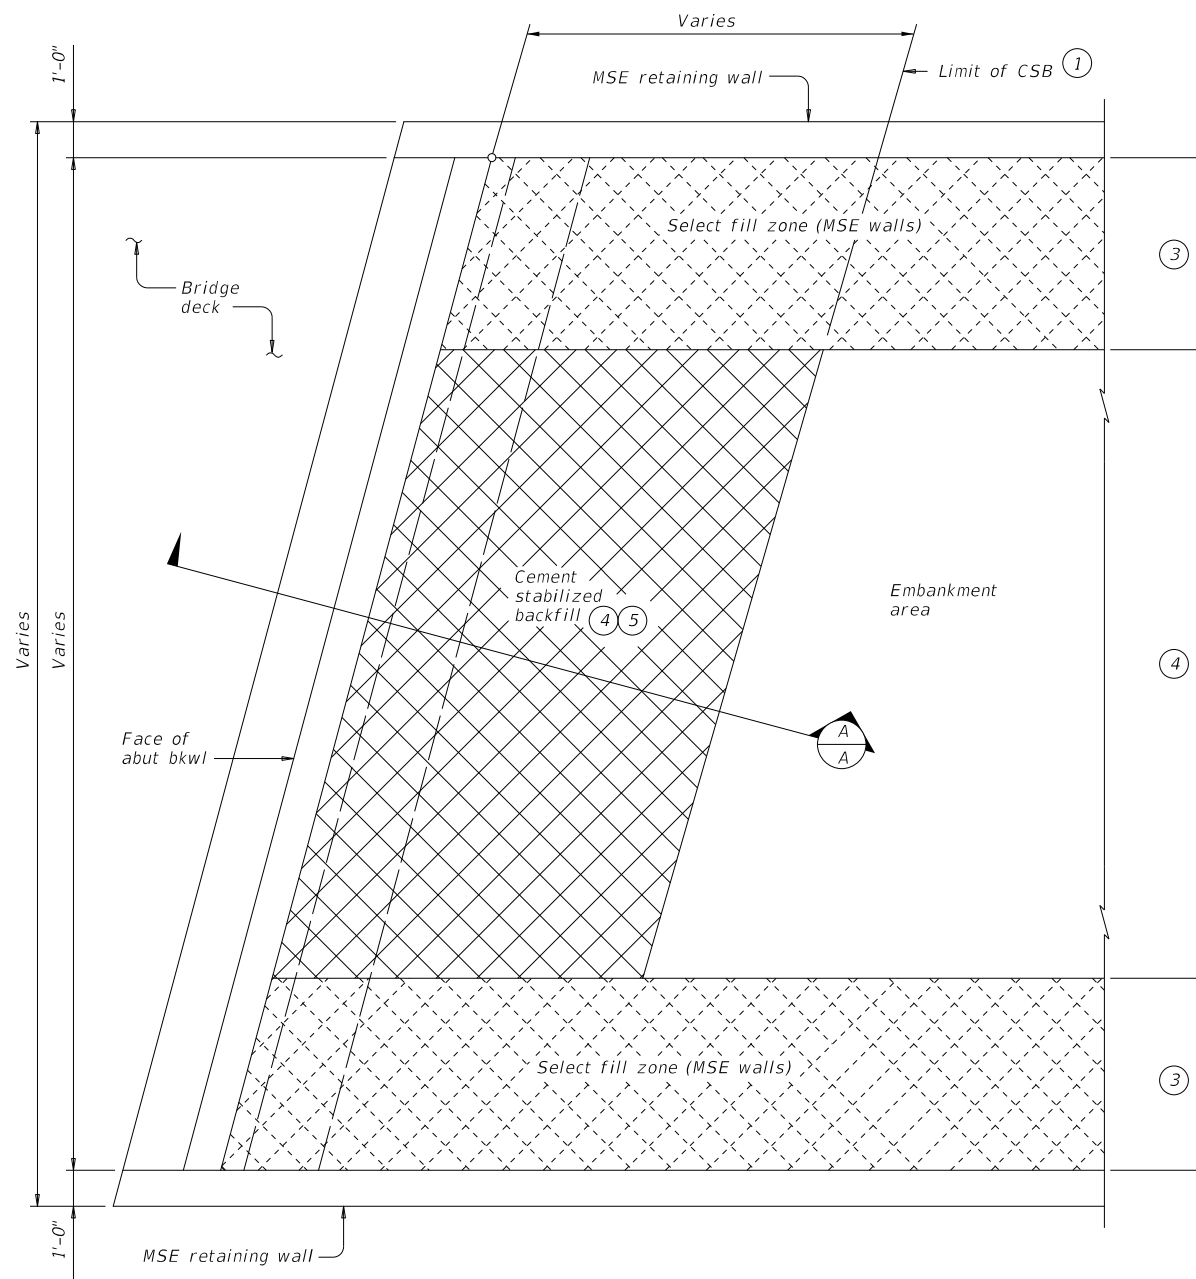 Varies
1'-0"
MSE retaining wall
Limit of CSB 1
Select fill zone (MSE walls)
3
Bridge
deck
Cement
stabilized
backfill 4 5
Embankment
area
Varies
Varies
4
Face of
abut bkwl
A
A
Select fill zone (MSE walls)
3
1'-0"
MSE retaining wall